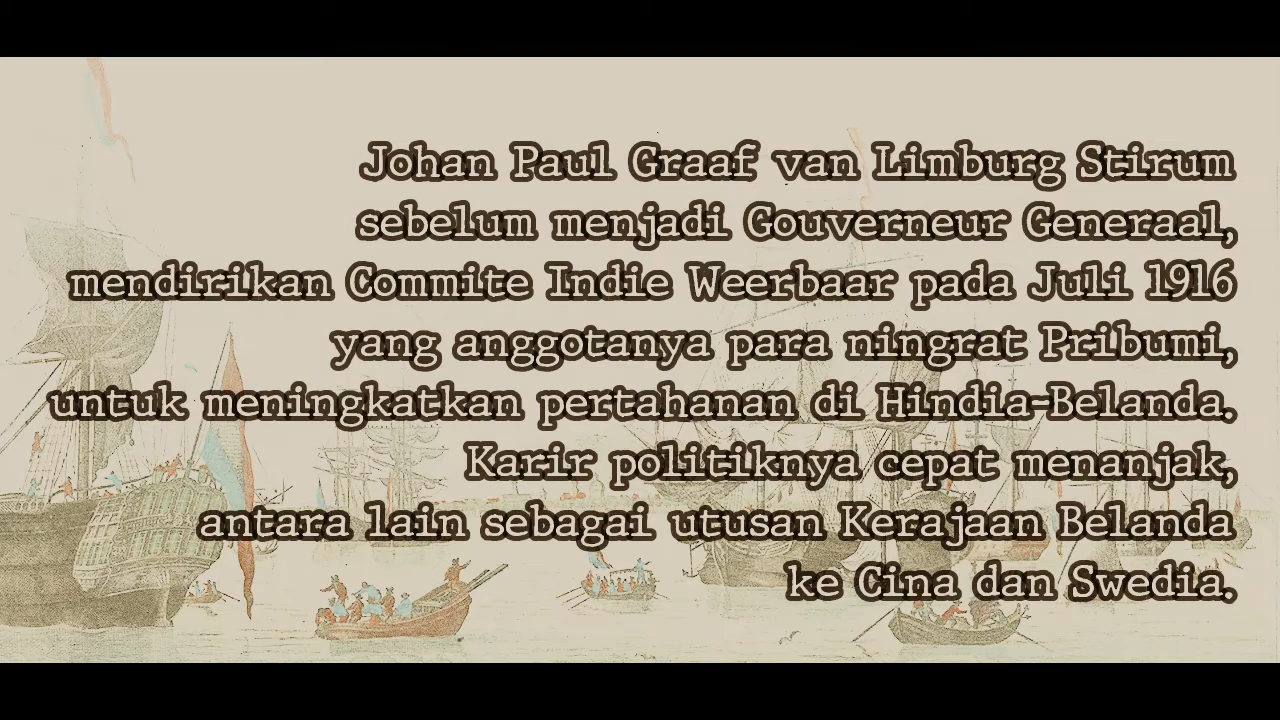 Johan Paul Graaf van Limburg Stirum
sebelum menjadi Gouverneur Generaal,
mendirikan Commite Indie Weerbaar pada Juli 1916
yang anggotanya para ningrat Pribumi,
untuk meningkatkan pertahanan di Hindia-Belanda.
Karir politiknya cepat menanjak,
antara lain sebagai utusan Kerajaan Belanda
ke Cina dan Swedia.